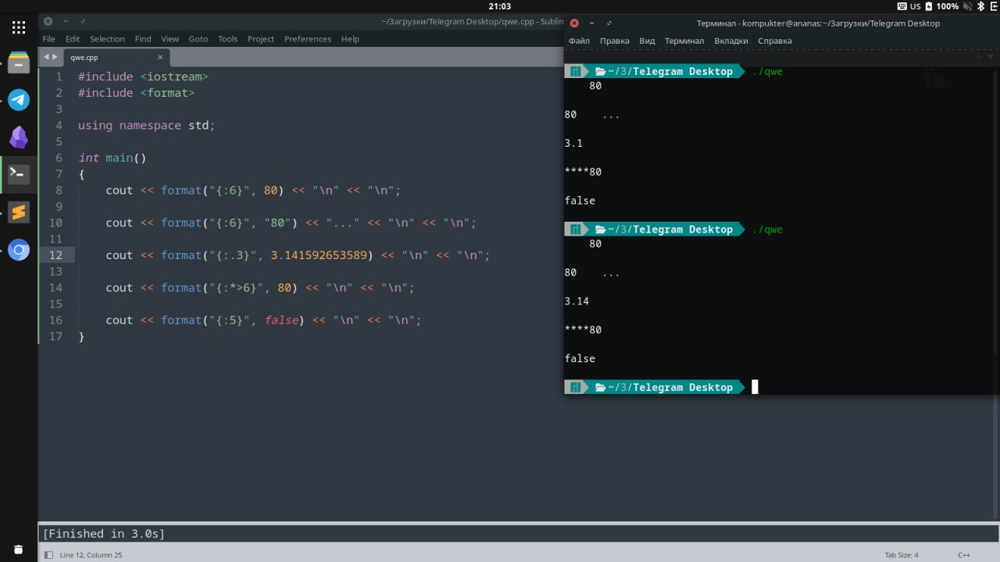 21:03
US 100%
~/Загрузки/Telegram Desktop/qwe.cpp - Sublim
File Edit Selection Find View Goto Tools Project Preferences Help
qwe.cpp
1 #include <iostream>
2 #include <format>
3
4 using namespace std;
5
6 int main()
7 {
8 cout << format("{:6}", 80) << "\n" << "\n";
9
10 cout << format("{:6}", "80") << "..." << "\n" << "\n";
11
12 cout << format("{:.3}", 3.141592653589) << "\n" << "\n";
13
14 cout << format("{:*>6}", 80) << "\n" << "\n";
15
16 cout << format("{:5}", false) << "\n" << "\n";
17 }
Терминал - kompukter@ananas:~/Загрузки/Telegram Desktop
Файл Правка Вид Терминал Вкладки Справка
~/З/Telegram Desktop ./qwe
80
80 ...
3.1
****80
false
~/З/Telegram Desktop ./qwe
80
80 ...
3.14
****80
false
~/З/Telegram Desktop
[Finished in 3.0s]
Line 12, Column 25
Tab Size: 4
C++